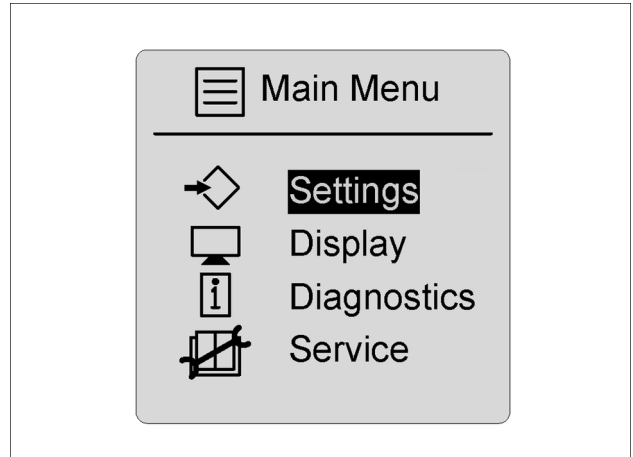 Main Menu
Settings
Display
Diagnostics
Service